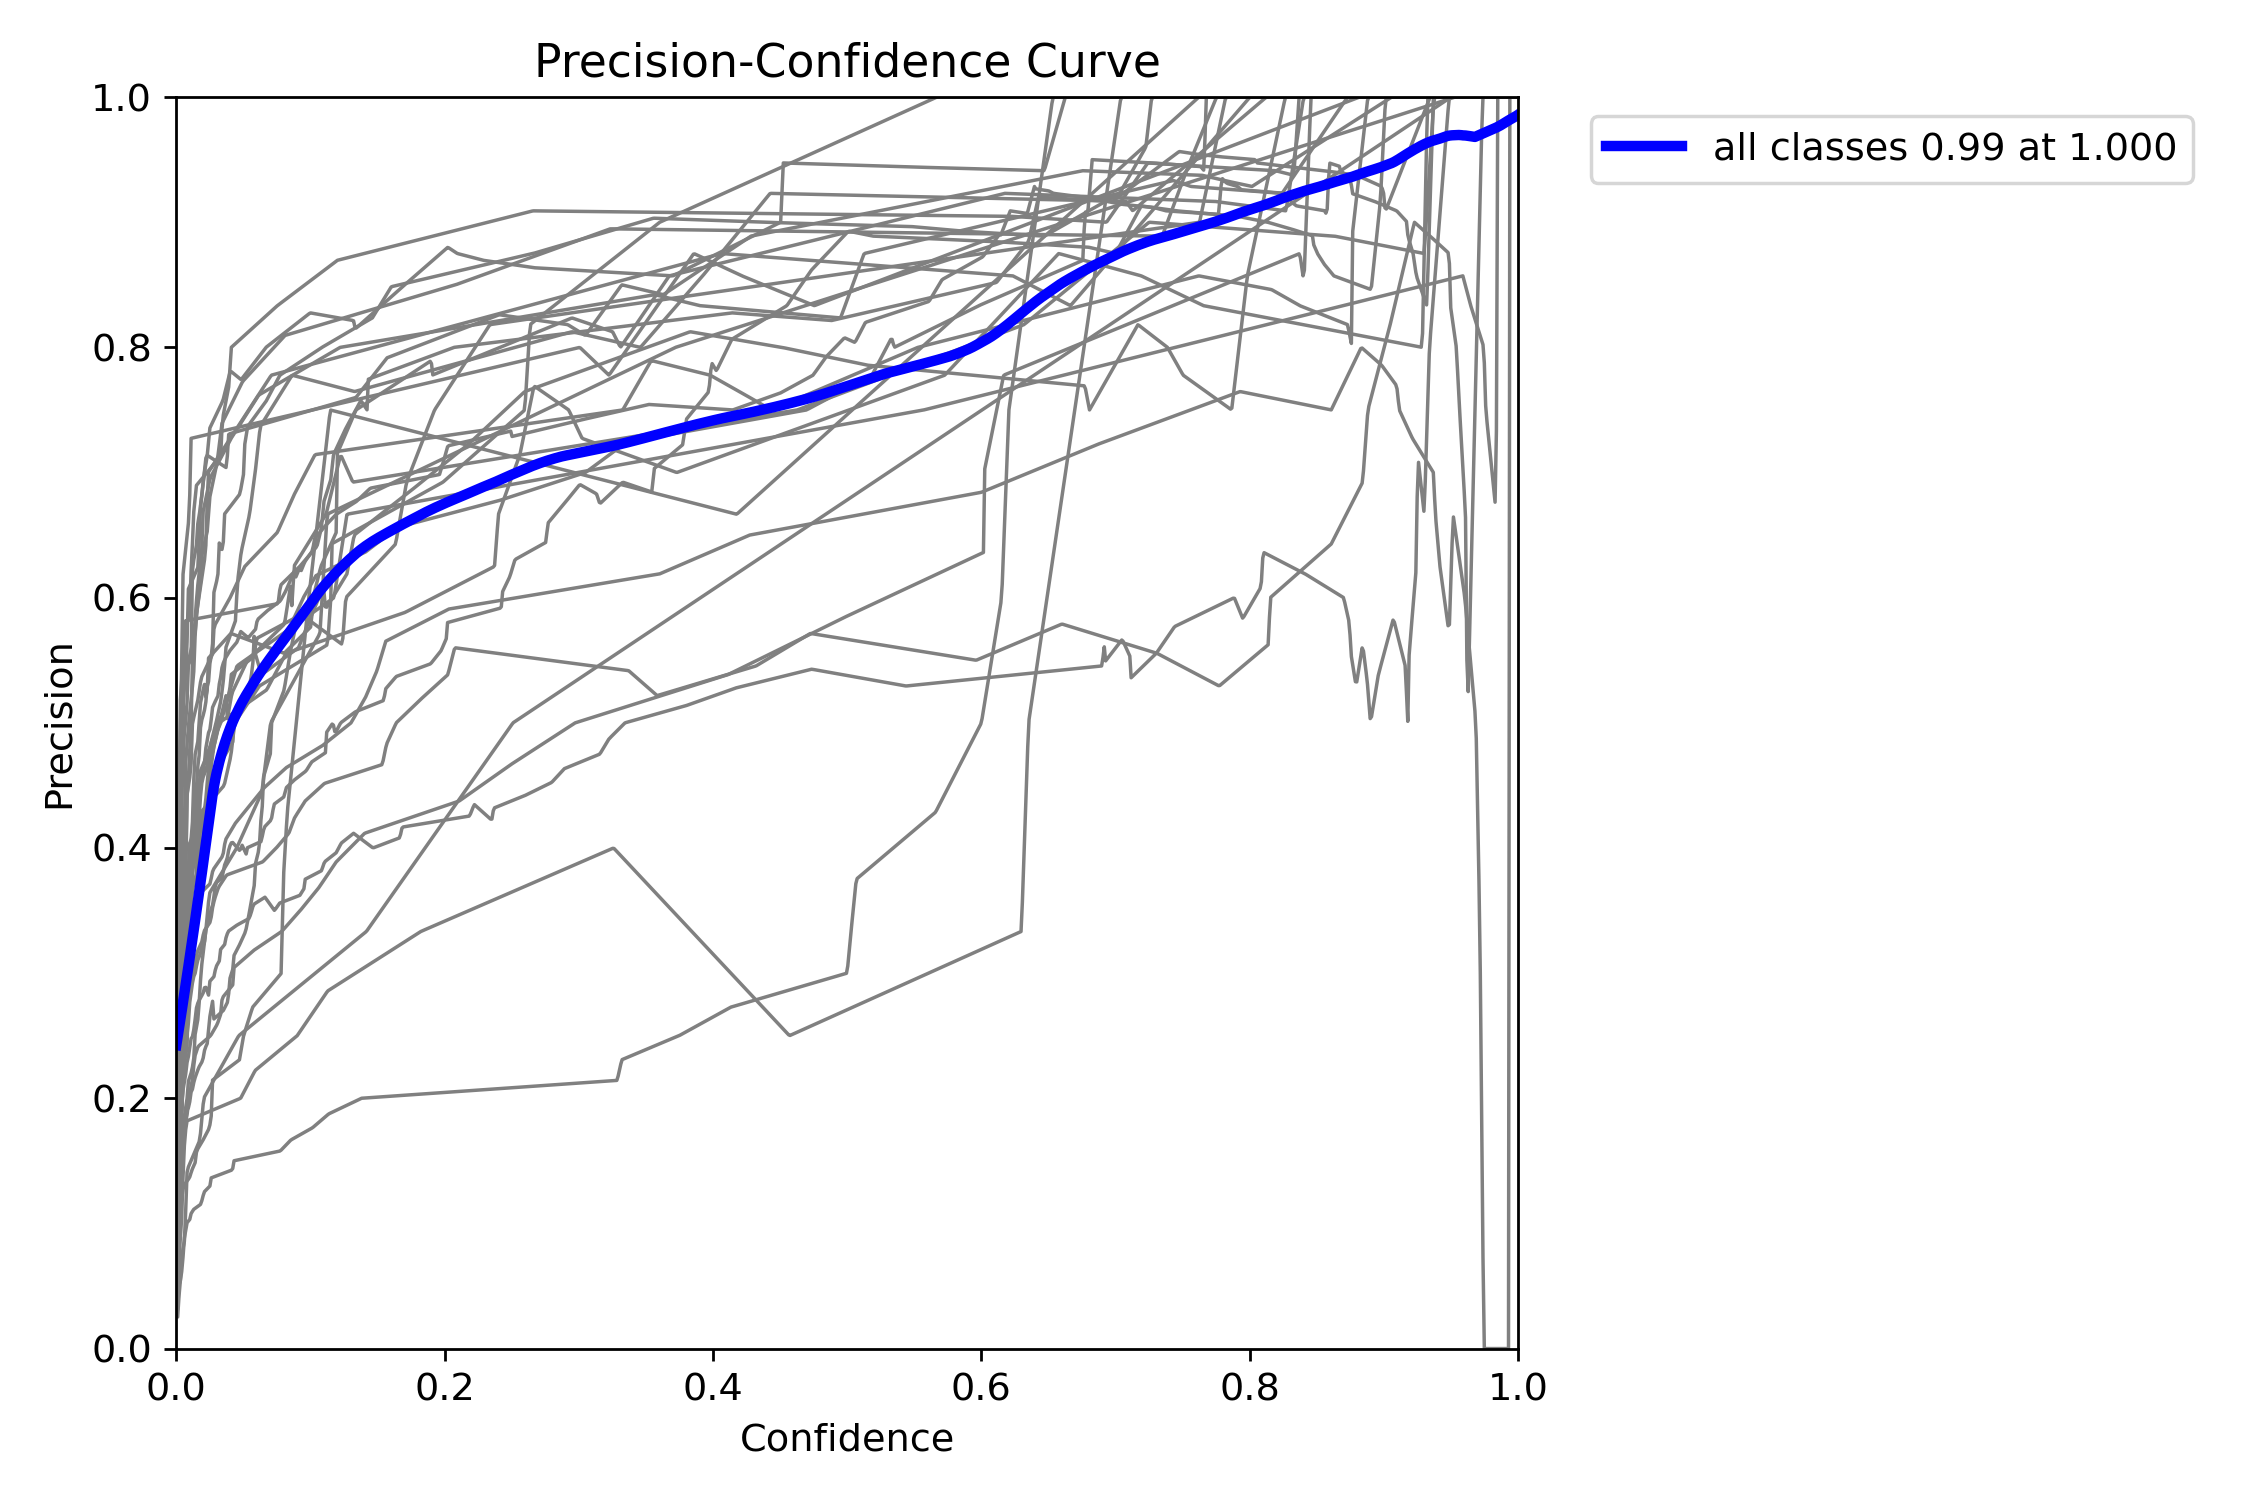 Precision-Confidence Curve
all classes 0.99 at 1.000
Precision
1.0
0.8
0.6
0.4
0.2
0.0
0.0 0.2 0.4 0.6 0.8 1.0
Confidence